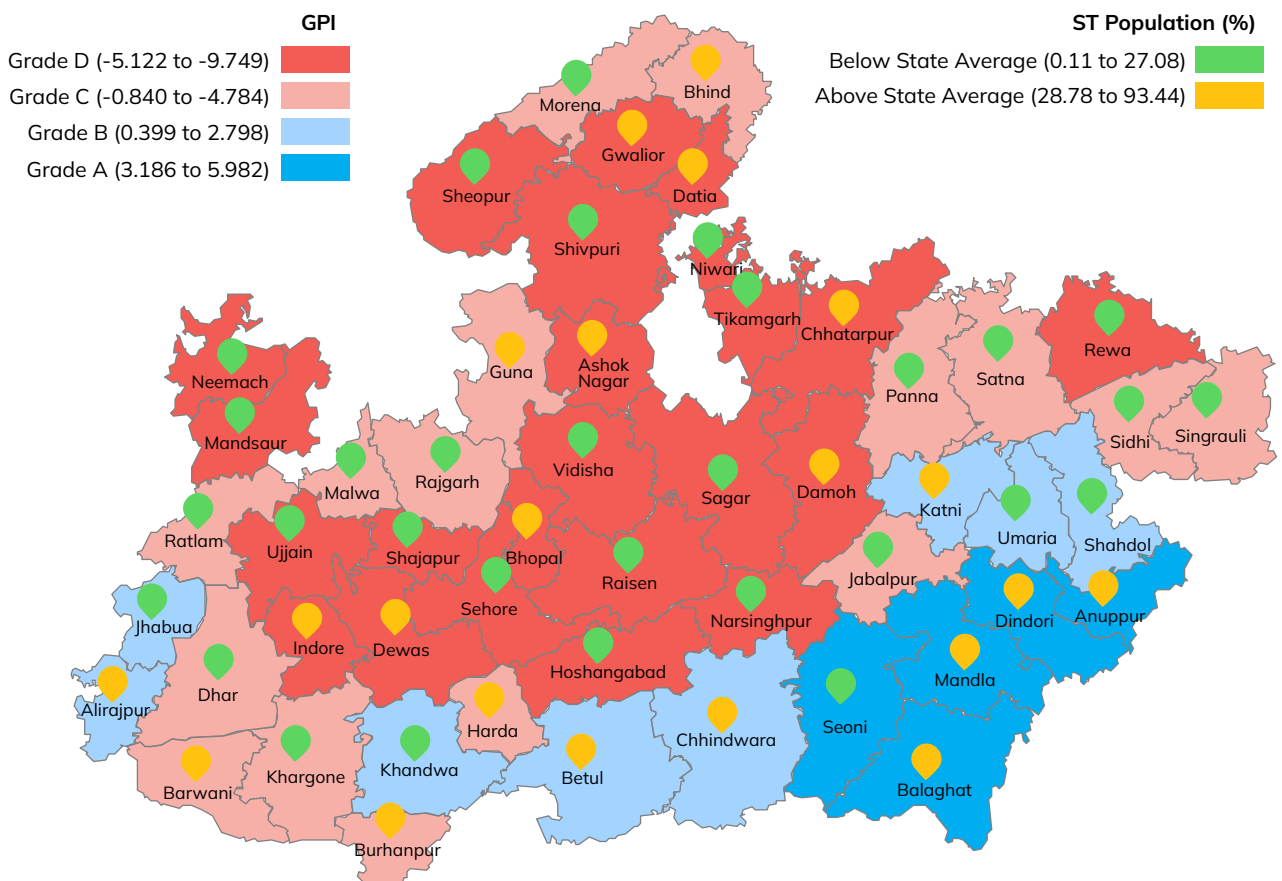 GPI
Grade D (-5.122 to -9.749)
Grade C (-0.840 to -4.784)
Grade B (0.399 to 2.798)
Grade A (3.186 to 5.982)
ST Population (%)
Below State Average (0.11 to 27.08)
Above State Average (28.78 to 93.44)
Morena
Bhind
Gwalior
Sheopur
Datia
Shivpuri
Niwari
Tikamgarh
Chhatarpur
Rewa
Neemach
Guna
Ashok
Nagar
Panna
Satna
Mandsaur
Sidhi
Singrauli
Malwa
Rajgarh
Vidisha
Sagar
Damoh
Katni
Ratlam
Ujjain
Shajapur
Bhopal
Umaria
Shahdol
Raisen
Jabalpur
Sehore
Jhabua
Indore
Dewas
Narsinghpur
Dindori
Anuppur
Hoshangabad
Dhar
Mandla
Alirajpur
Harda
Seoni
Chhindwara
Khargone
Khandwa
Betul
Barwani
Balaghat
Burhanpur